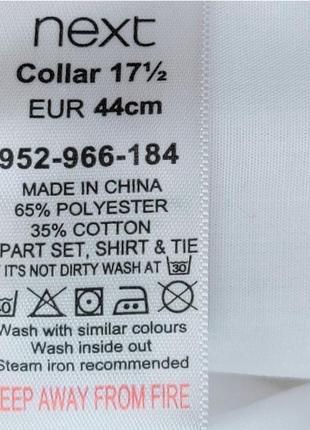 next
Collar 17½
EUR 44cm
952-966-184
MADE IN CHINA
65% POLYESTER
35% COTTON
PART SET, SHIRT & TIE
IT'S NOT DIRTY WASH AT 30
Wash with similar colours
Wash inside out
Steam iron recommended
EEP AWAY FROM FIRE